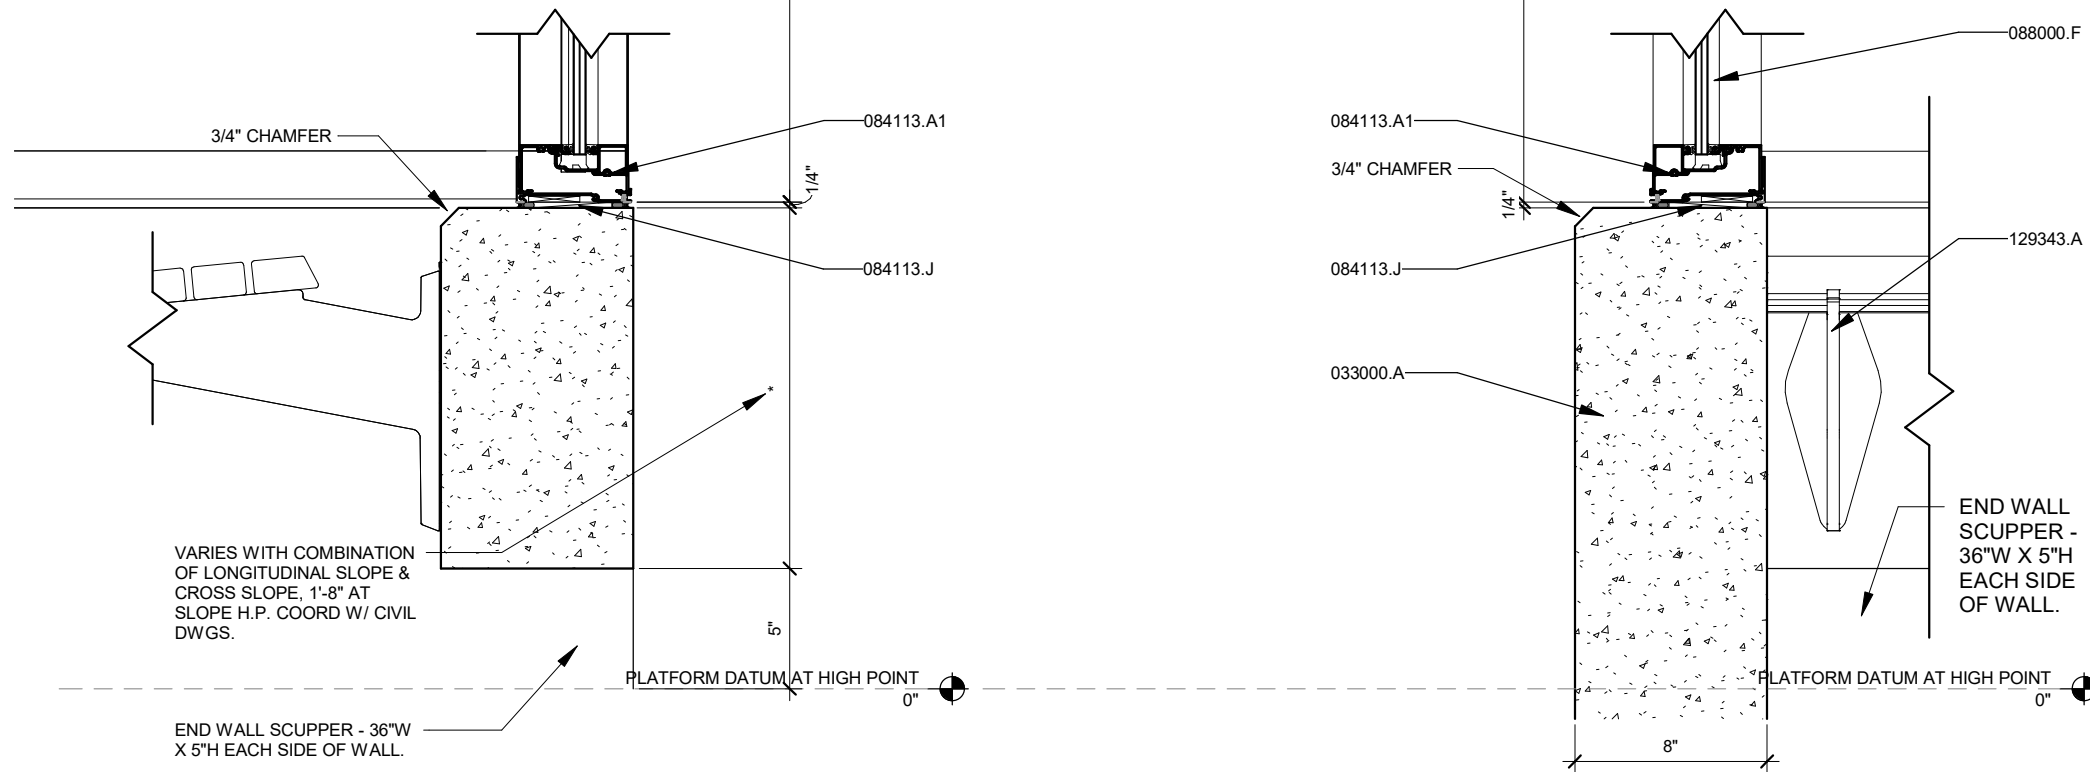 3/4" CHAMFER
084113.A1
1/4"
084113.J
*
VARIES WITH COMBINATION
OF LONGITUDINAL SLOPE &
CROSS SLOPE, 1'-8" AT
SLOPE H.P. COORD W/ CIVIL
DWGS.
5"
PLATFORM DATUM AT HIGH POINT
0"
END WALL SCUPPER - 36"W
X 5"H EACH SIDE OF WALL.
088000.F
084113.A1
3/4" CHAMFER
1/4"
129343.A
084113.J
033000.A
END WALL
SCUPPER -
36"W X 5"H
EACH SIDE
OF WALL.
PLATFORM DATUM AT HIGH POINT
0"
8"